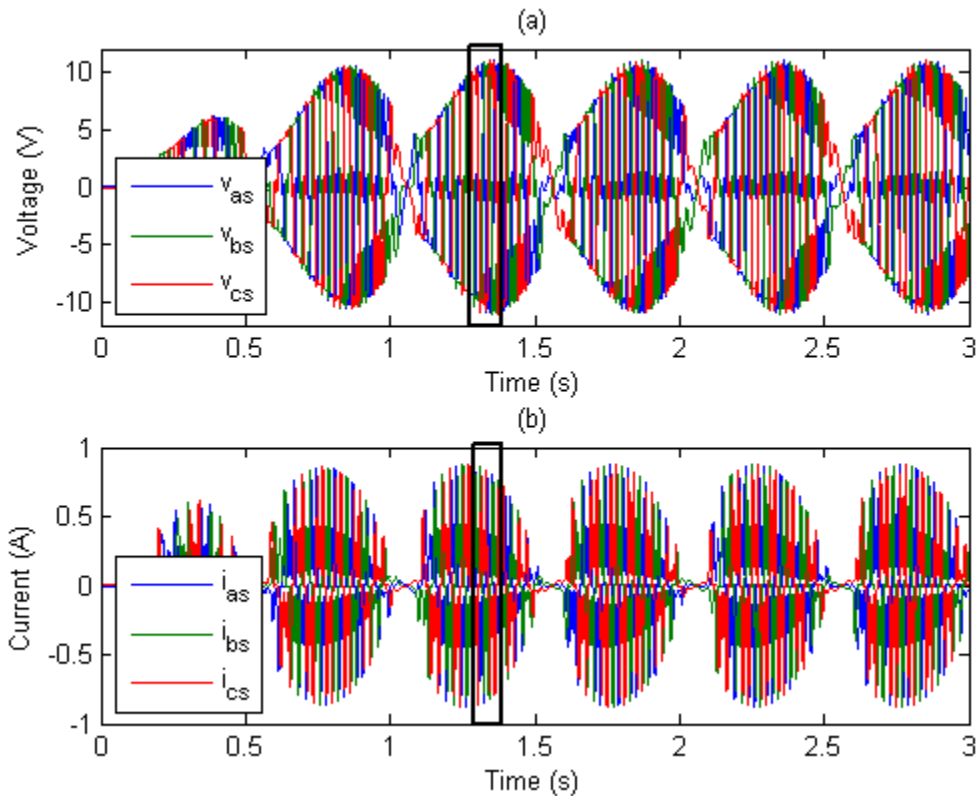 (a)
Voltage (V)
10
5
0
-5
-10
v_as
v_bs
v_cs
0 0.5 1 1.5 2 2.5 3
Time (s)
(b)
Current (A)
1
0.5
0
-0.5
-1
i_as
i_bs
i_cs
0 0.5 1 1.5 2 2.5 3
Time (s)